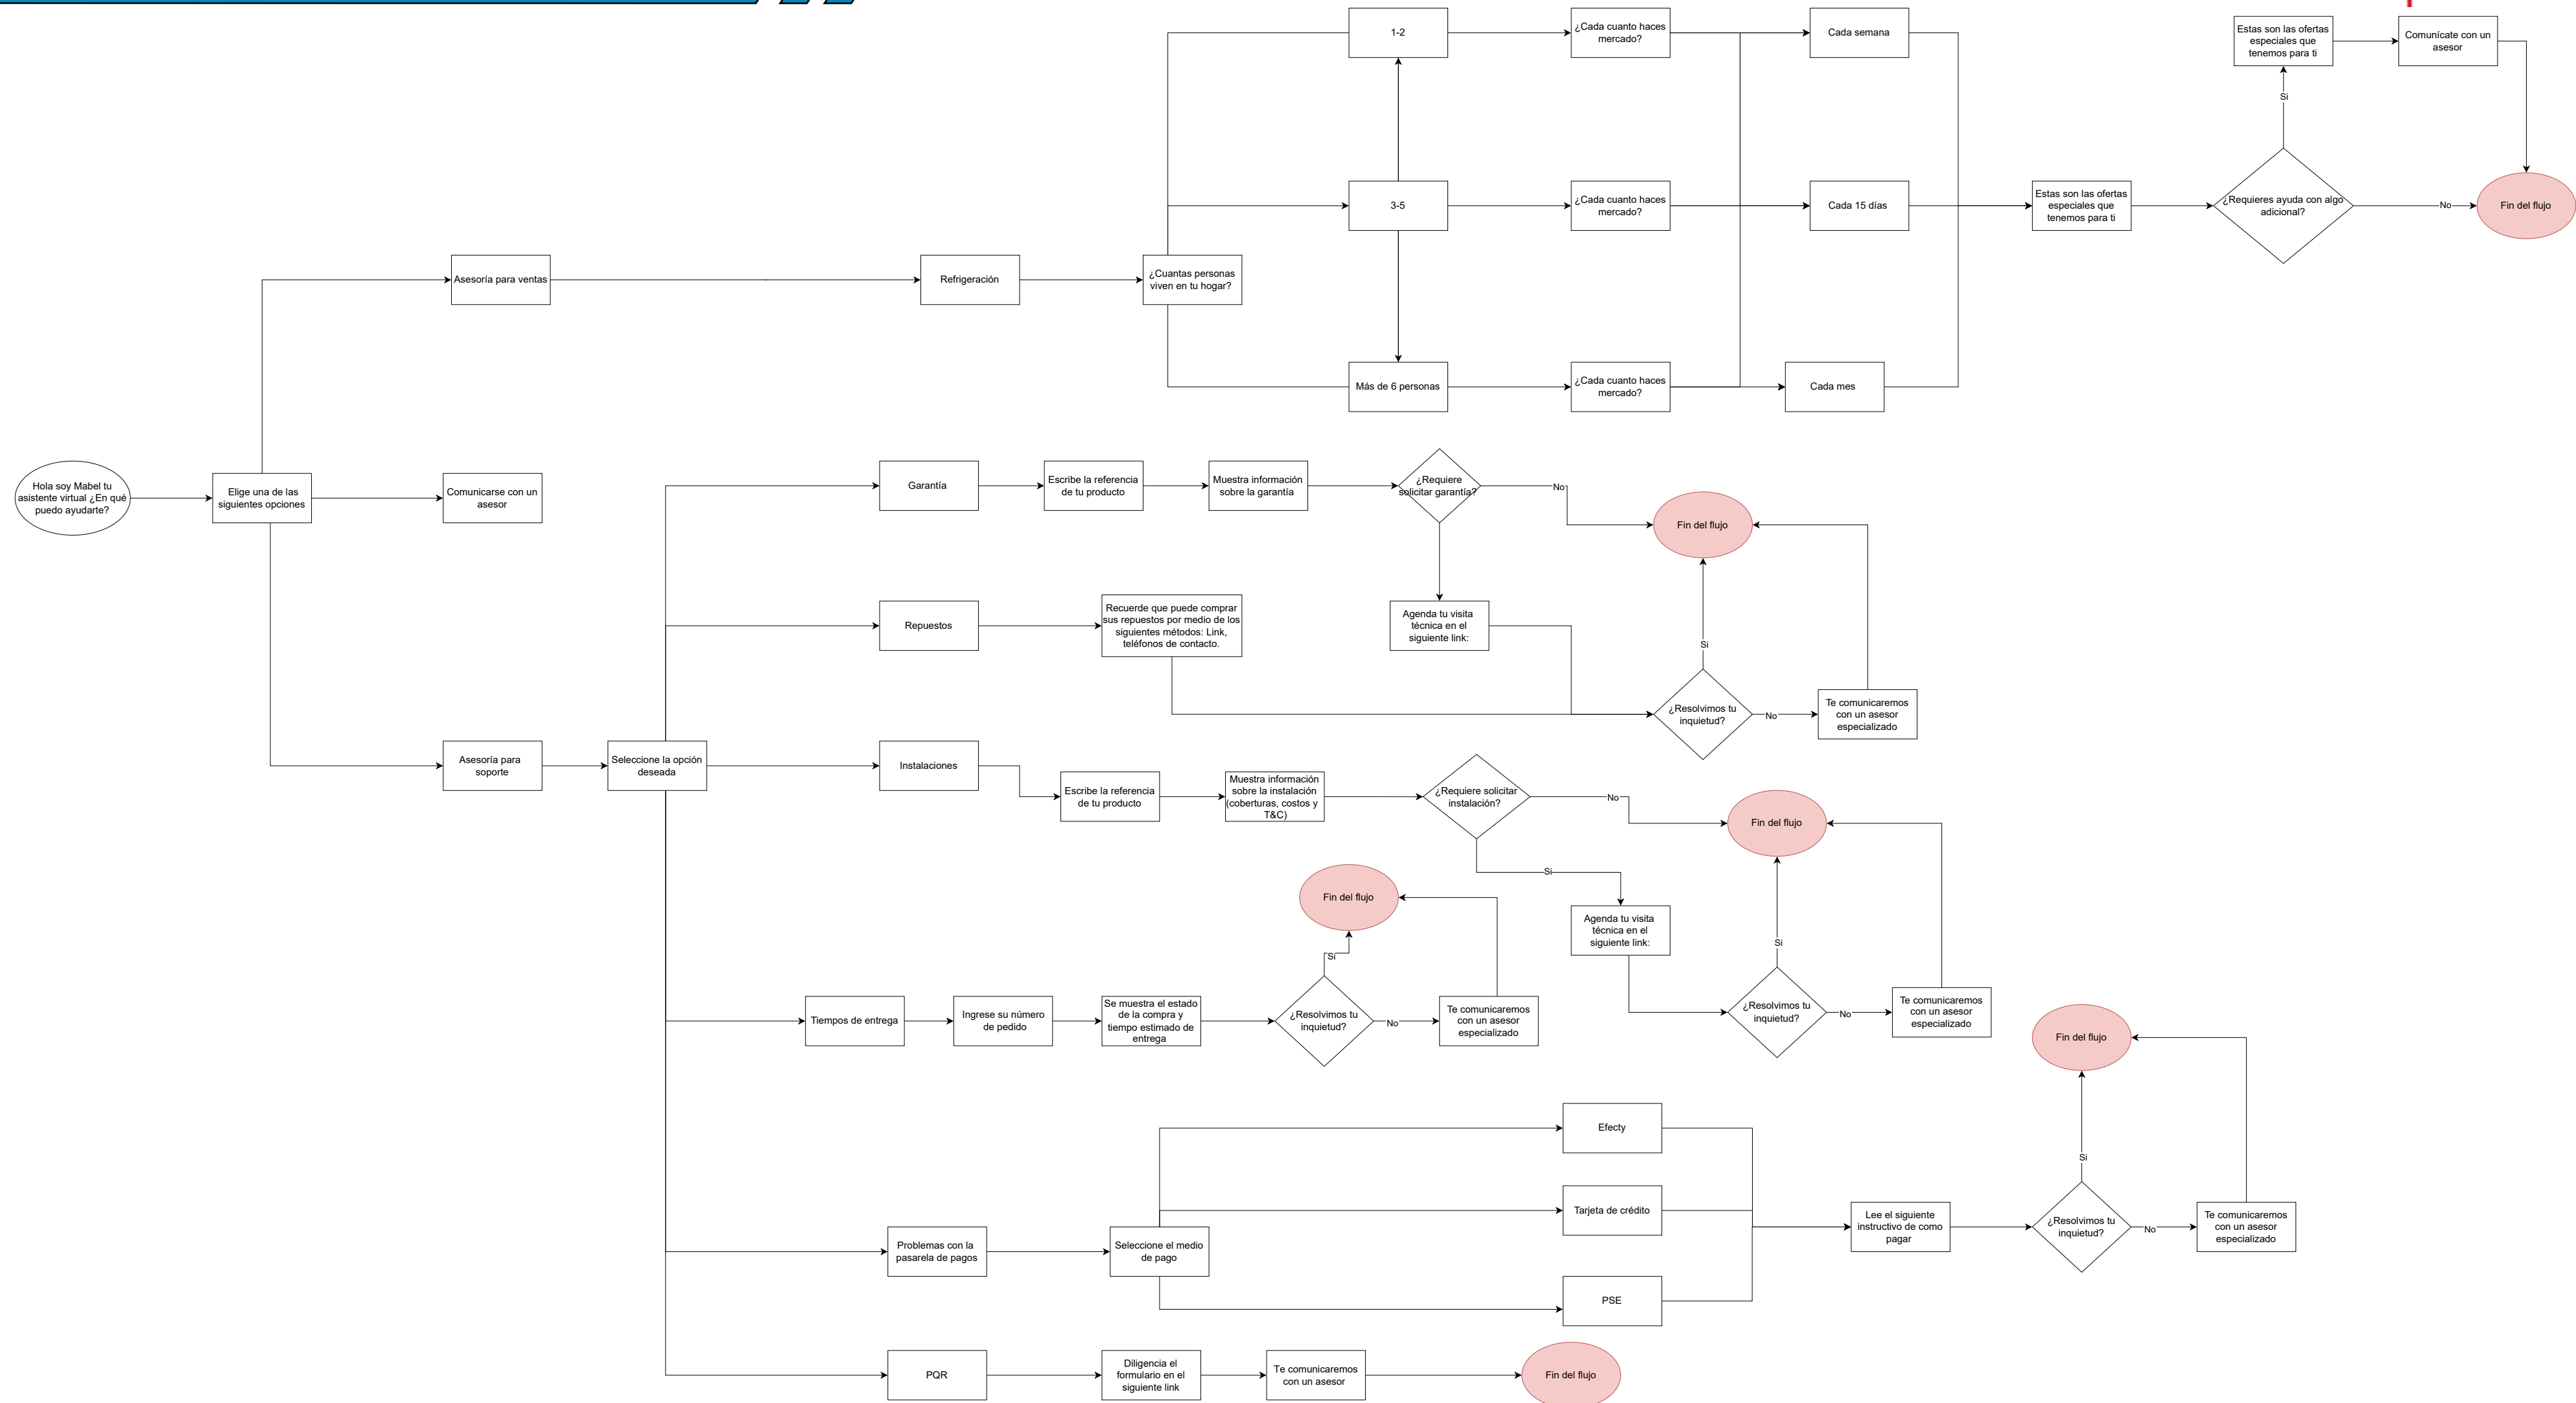 1-2
¿Cada cuanto haces
mercado?
Cada semana
Estas son las ofertas
especiales que
tenemos para ti
Comunícate con un
asesor
Si
3-5
¿Cada cuanto haces
mercado?
Cada 15 días
Estas son las ofertas
especiales que
tenemos para ti
¿Requieres ayuda con algo
adicional?
No
Fin del flujo
Asesoría para ventas
Refrigeración
¿Cuantas personas
viven en tu hogar?
Más de 6 personas
¿Cada cuanto haces
mercado?
Cada mes
Hola soy Mabel tu
asistente virtual ¿En qué
puedo ayudarte?
Elige una de las
siguientes opciones
Comunicarse con un
asesor
Garantía
Escribe la referencia
de tu producto
Muestra información
sobre la garantía
¿Requiere
solicitar garantía?
No
Fin del flujo
Repuestos
Recuerde que puede comprar
sus repuestos por medio de los
siguientes métodos: Link,
teléfonos de contacto.
Agenda tu visita
técnica en el
siguiente link:
Si
¿Resolvimos tu
inquietud?
No
Te comunicaremos
con un asesor
especializado
Asesoría para
soporte
Seleccione la opción
deseada
Instalaciones
Escribe la referencia
de tu producto
Muestra información
sobre la instalación
(coberturas, costos y
T&C)
¿Requiere solicitar
instalación?
No
Fin del flujo
Si
Agenda tu visita
técnica en el
siguiente link:
Si
¿Resolvimos tu
inquietud?
No
Te comunicaremos
con un asesor
especializado
Fin del flujo
Si
Tiempos de entrega
Ingrese su número
de pedido
Se muestra el estado
de la compra y
tiempo estimado de
entrega
¿Resolvimos tu
inquietud?
No
Te comunicaremos
con un asesor
especializado
Fin del flujo
Si
Efecty
Tarjeta de crédito
PSE
Problemas con la
pasarela de pagos
Seleccione el medio
de pago
Lee el siguiente
instructivo de como
pagar
¿Resolvimos tu
inquietud?
No
Te comunicaremos
con un asesor
especializado
PQR
Diligencia el
formulario en el
siguiente link
Te comunicaremos
con un asesor
Fin del flujo